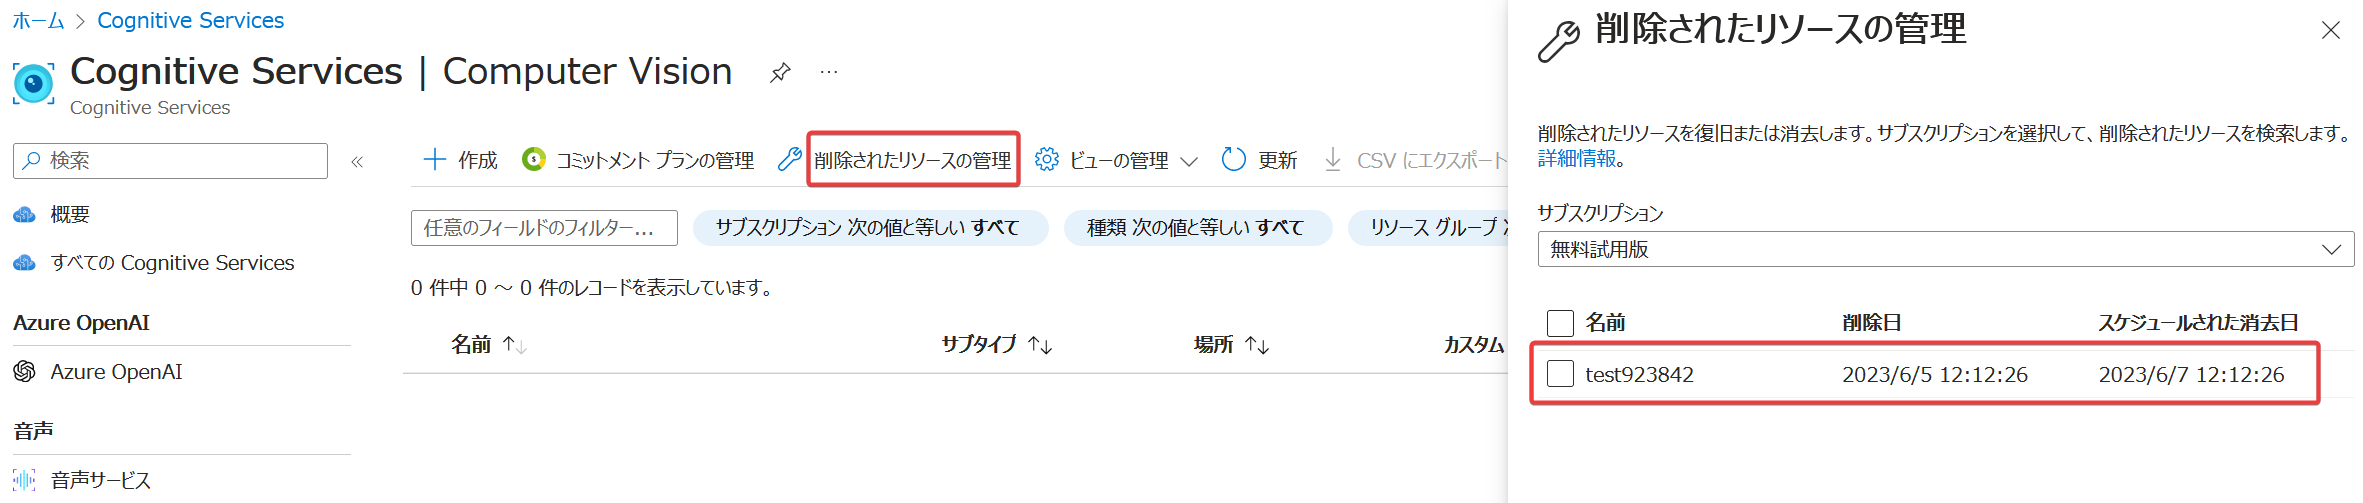 ホーム > Cognitive Services
Cognitive Services | Computer Vision
Cognitive Services
検索
概要
すべての Cognitive Services
Azure OpenAI
Azure OpenAI
音声
音声サービス
作成 コミットメント プランの管理 削除されたリソースの管理 ビューの管理 更新 CSV にエクスポート
任意のフィールドのフィルター... サブスクリプション 次の値と等しい すべて 種類 次の値と等しい すべて リソース グループ
0 件中 0 ～ 0 件のレコードを表示しています。
名前 サブタイプ 場所 カスタム
削除されたリソースの管理
削除されたリソースを復旧または消去します。サブスクリプションを選択して、削除されたリソースを検索します。
詳細情報。
サブスクリプション
無料試用版
名前 削除日 スケジュールされた消去日
test923842 2023/6/5 12:12:26 2023/6/7 12:12:26